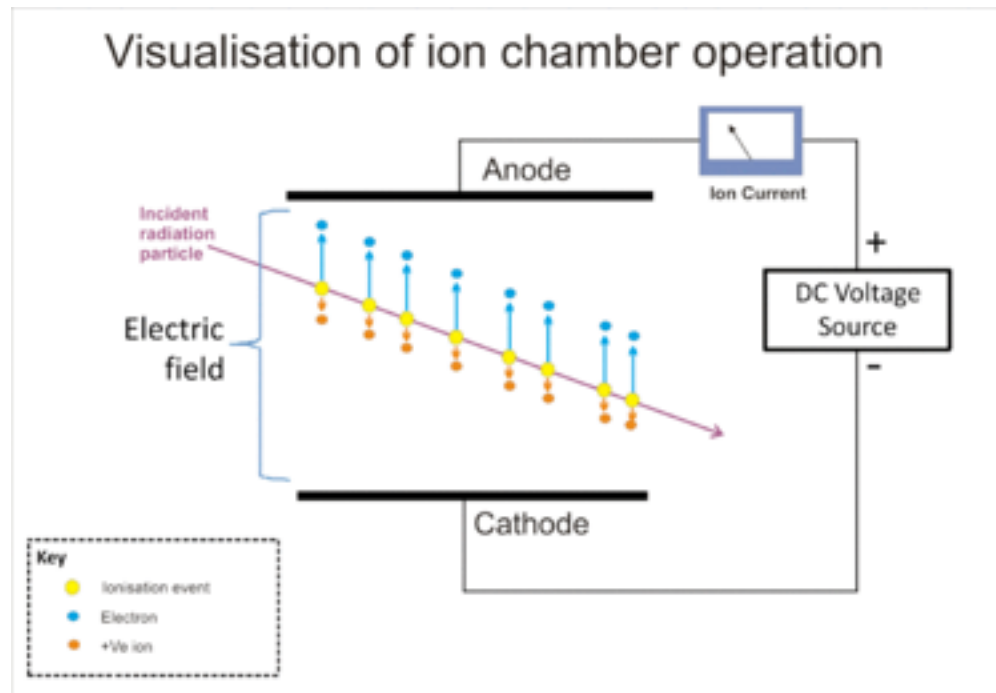 Visualisation of ion chamber operation
Anode
Ion Current
Incident
radiation
particle
+
DC Voltage
Source
-
Electric
field
Cathode
Key
Ionisation event
Electron
+Ve ion